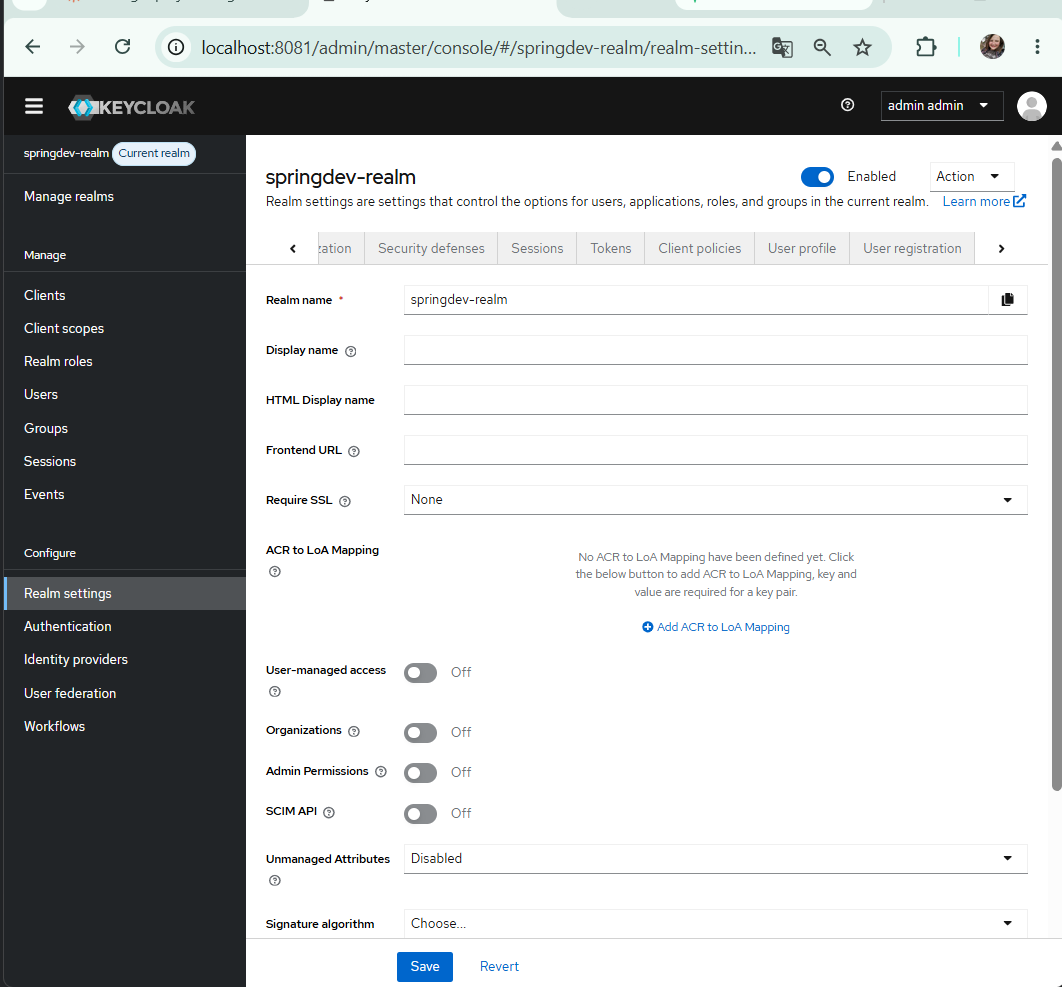 localhost:8081/admin/master/console/#/springdev-realm/realm-settin...
KEYCLOAK
admin admin
springdev-realm Current realm
Manage realms
Manage
Clients
Client scopes
Realm roles
Users
Groups
Sessions
Events
Configure
Realm settings
Authentication
Identity providers
User federation
Workflows
springdev-realm
Enabled
Action
Realm settings are settings that control the options for users, applications, roles, and groups in the current realm. Learn more
zation Security defenses Sessions Tokens Client policies User profile User registration
Realm name * springdev-realm
Display name
HTML Display name
Frontend URL
Require SSL None
ACR to LoA Mapping
No ACR to LoA Mapping have been defined yet. Click
the below button to add ACR to LoA Mapping, key and
value are required for a key pair.
Add ACR to LoA Mapping
User-managed access Off
Organizations Off
Admin Permissions Off
SCIM API Off
Unmanaged Attributes Disabled
Signature algorithm Choose...
Save Revert